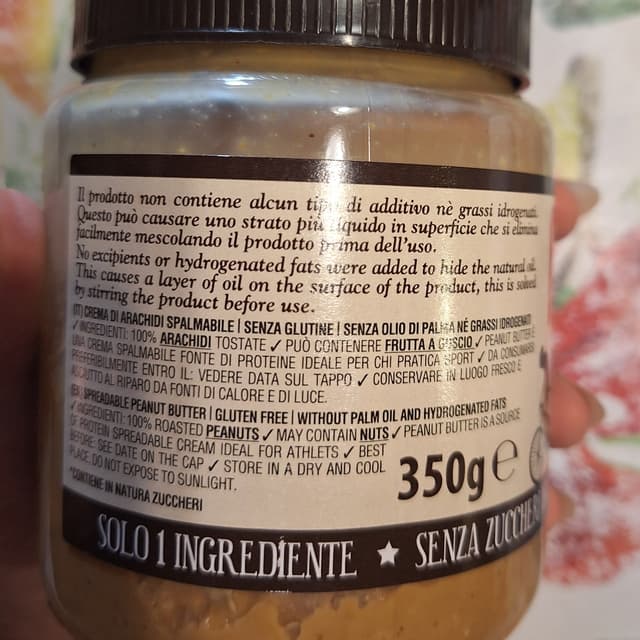 Il prodotto non contiene alcun tipo di additivo nè grassi idrogenati.
Questo può causare uno strato più liquido in superficie che si elimina
facilmente mescolando il prodotto prima dell'uso.
No excipients or hydrogenated fats were added to hide the natural oil.
This causes a layer of oil on the surface of the product, this is solved
by stirring the product before use.
(IT) CREMA DI ARACHIDI SPALMABILE | SENZA GLUTINE | SENZA OLIO DI PALMA NÉ GRASSI IDROGENATI
✓INGREDIENTI: 100% ARACHIDI TOSTATE ✓ PUÒ CONTENERE FRUTTA A GUSCIO ✓ PEANUT BUTTER È
UNA CREMA SPALMABILE FONTE DI PROTEINE IDEALE PER CHI PRATICA SPORT ✓ DA CONSUMARSI
PREFERIBILMENTE ENTRO IL: VEDERE DATA SUL TAPPO ✓ CONSERVARE IN LUOGO FRESCO E
ASCIUTTO AL RIPARO DA FONTI DI CALORE E DI LUCE.
(EN) SPREADABLE PEANUT BUTTER | GLUTEN FREE | WITHOUT PALM OIL AND HYDROGENATED FATS
✓INGREDIENTI: 100% ROASTED PEANUTS ✓ MAY CONTAIN NUTS ✓ PEANUT BUTTER IS A SOURCE
OF PROTEIN SPREADABLE CREAM IDEAL FOR ATHLETS ✓ BEST
BEFORE: SEE DATE ON THE CAP ✓ STORE IN A DRY AND COOL
PLACE. DO NOT EXPOSE TO SUNLIGHT.
*CONTIENE IN NATURA ZUCCHERI
350g ℮
SOLO 1 INGREDIENTE ★ SENZA ZUCCHERI